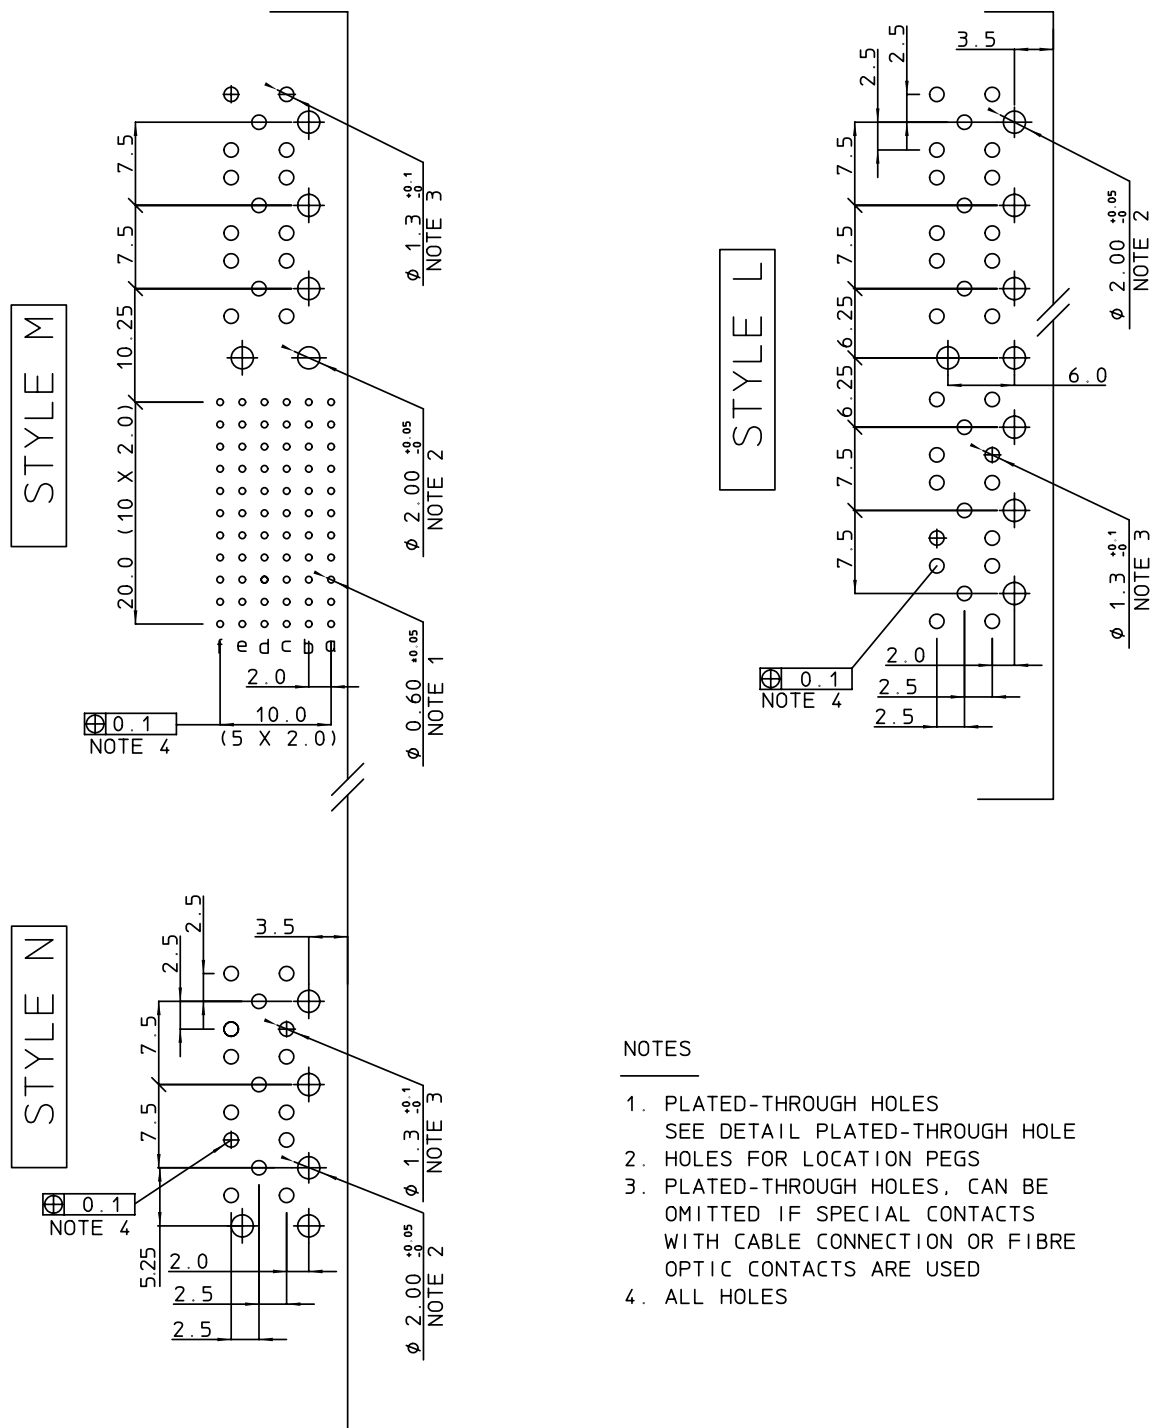 STYLE M
7.5
7.5
10.25
20.0 (10 X 2.0)
f e d c b a
2.0
10.0
(5 X 2.0)
⌖ 0.1
NOTE 4
ϕ 1.3 +0.1 -0
NOTE 3
ϕ 2.00 +0.05 -0
NOTE 2
ϕ 0.60 ±0.05
NOTE 1
STYLE L
2.5
2.5
3.5
7.5
7.5
6.25
6.25
7.5
7.5
6.0
ϕ 2.00 +0.05 -0
NOTE 2
ϕ 1.3 +0.1 -0
NOTE 3
⌖ 0.1
NOTE 4
2.0
2.5
2.5
STYLE N
2.5
2.5
3.5
7.5
7.5
5.25
⌖ 0.1
NOTE 4
2.0
2.5
2.5
ϕ 1.3 +0.1 -0
NOTE 3
ϕ 2.00 +0.05 -0
NOTE 2
NOTES
1. PLATED-THROUGH HOLES
SEE DETAIL PLATED-THROUGH HOLE
2. HOLES FOR LOCATION PEGS
3. PLATED-THROUGH HOLES, CAN BE
OMITTED IF SPECIAL CONTACTS
WITH CABLE CONNECTION OR FIBRE
OPTIC CONTACTS ARE USED
4. ALL HOLES